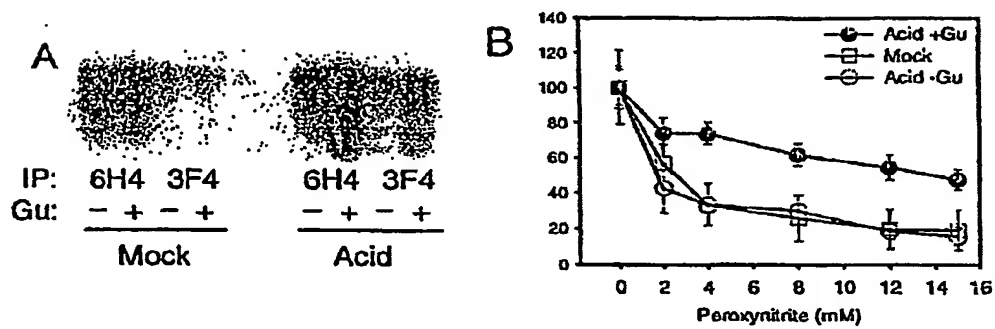 A
IP: 6H4 3F4 6H4 3F4
Gu: - + - + - + - +
Mock Acid
B
140
120
100
80
60
40
20
0
Acid +Gu
Mock
Acid -Gu
0 2 4 6 8 10 12 14 16
Peroxynitrite (mM)